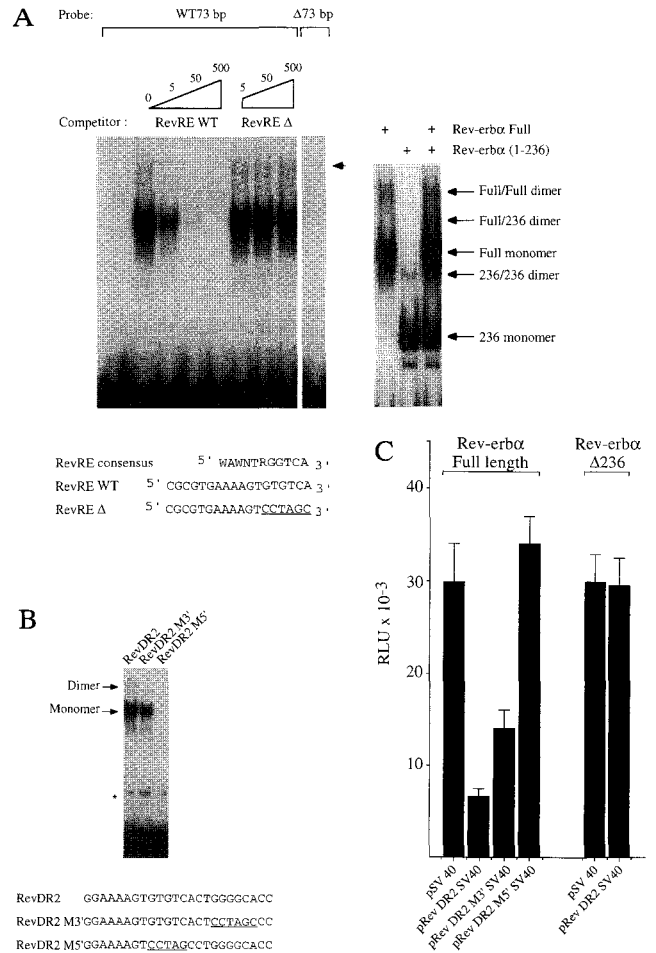 A
Probe: WT73 bp Δ73 bp
0 5 50 500 5 50 500
Competitor : RevRE WT RevRE Δ
+ + Rev-erbα Full
+ + Rev-erbα (1-236)
Full/Full dimer
Full/236 dimer
Full monomer
236/236 dimer
236 monomer
RevRE consensus 5' WAWNTRGGTCA 3'
RevRE WT 5' CGCGTGAAAAGTGTGTCA 3'
RevRE Δ 5' CGCGTGAAAAGTCCTAGC 3'
B
RevDR2 RevDR2 M3' RevDR2 M5'
Dimer
Monomer
*
RevDR2 GGAAAAGTGTGTCACTGGGGCACC
RevDR2 M3' GGAAAAGTGTGTCACTCCTAGCCC
RevDR2 M5' GGAAAAGTCCTAGCCTGGGGCACC
C
Rev-erbα Full length
Rev-erbα Δ236
RLU x 10-3
40
30
20
10
pSV 40
pRev DR2 SV40
pRev DR2 M3' SV40
pRev DR2 M5' SV40
pSV 40
pRev DR2 SV40